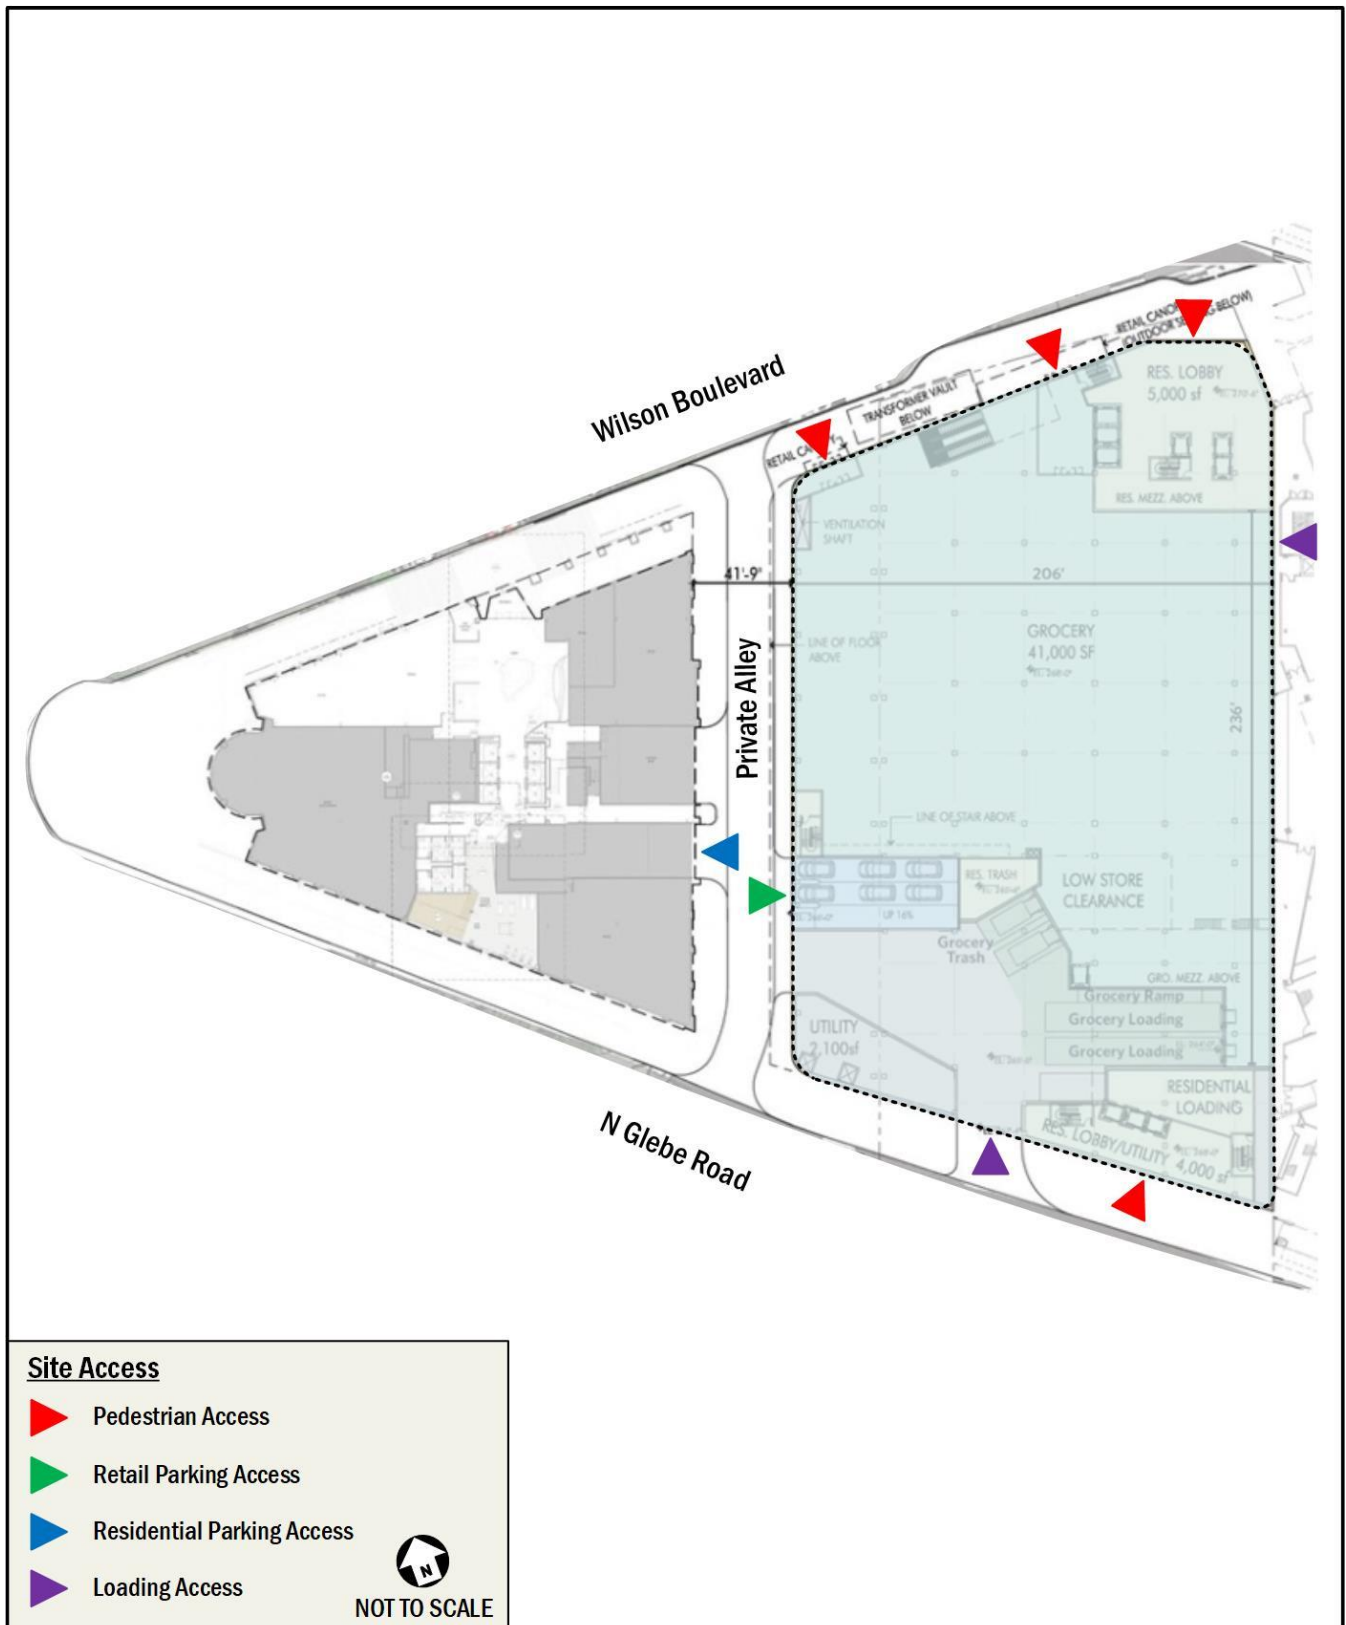 RES. LOBBY
5,000 sf
Wilson Boulevard
TRANSFORMER VAULT
BELOW
RES. MEZZ. ABOVE
VENTILATION
SHAFT
41'-9"
206'
GROCERY
41,000 SF
LINE OF FLOOR
ABOVE
Private Alley
236'
LINE OF STAIR ABOVE
RES. TRASH
LOW STORE
CLEARANCE
UP 16%
Grocery
Trash
GRO. MEZZ. ABOVE
Grocery Ramp
Grocery Loading
UTILITY
2,100sf
Grocery Loading
RESIDENTIAL
LOADING
RES. LOBBY/UTILITY 4,000 sf
N Glebe Road
Site Access
Pedestrian Access
Retail Parking Access
Residential Parking Access
Loading Access
N
NOT TO SCALE